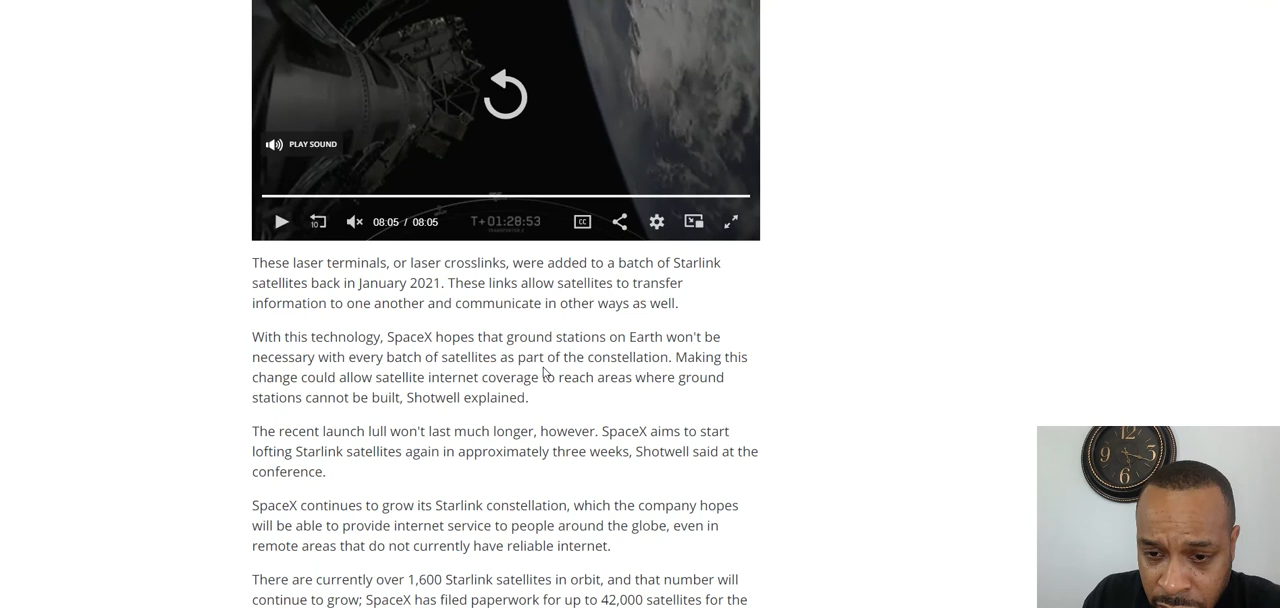 PLAY SOUND
10 08:05 / 08:05 T+01:28:53 CC
These laser terminals, or laser crosslinks, were added to a batch of Starlink
satellites back in January 2021. These links allow satellites to transfer
information to one another and communicate in other ways as well.
With this technology, SpaceX hopes that ground stations on Earth won't be
necessary with every batch of satellites as part of the constellation. Making this
change could allow satellite internet coverage to reach areas where ground
stations cannot be built, Shotwell explained.
The recent launch lull won't last much longer, however. SpaceX aims to start
lofting Starlink satellites again in approximately three weeks, Shotwell said at the
conference.
SpaceX continues to grow its Starlink constellation, which the company hopes
will be able to provide internet service to people around the globe, even in
remote areas that do not currently have reliable internet.
There are currently over 1,600 Starlink satellites in orbit, and that number will
continue to grow; SpaceX has filed paperwork for up to 42,000 satellites for the
12
9 3
6